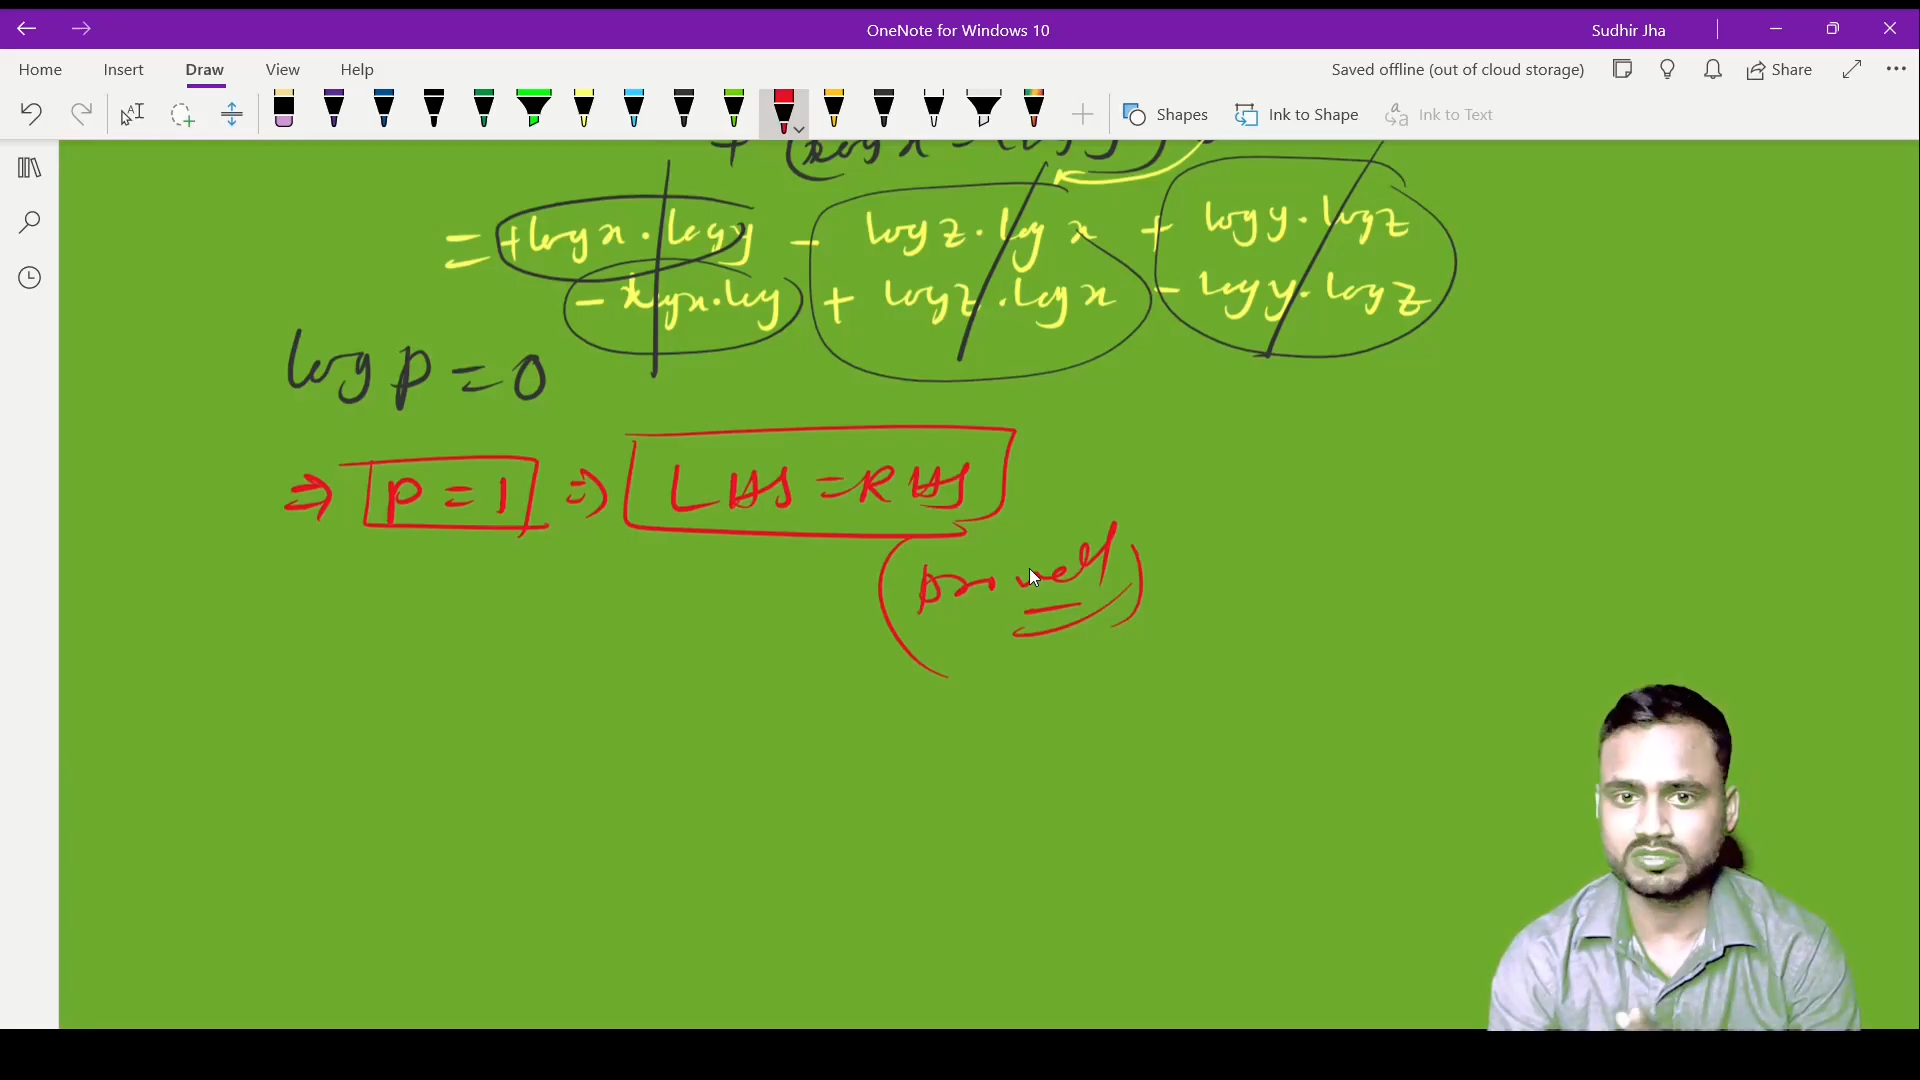 OneNote for Windows 10
Sudhir Jha
Home Insert Draw View Help
Saved offline (out of cloud storage) Share
Shapes Ink to Shape Ink to Text
= +log x . log y - log z . log x + log y . log z
- log x . log y + log z . log x - log y . log z
log P = 0
⇒ P = 1 ⇒ LHS = RHS
(proved)